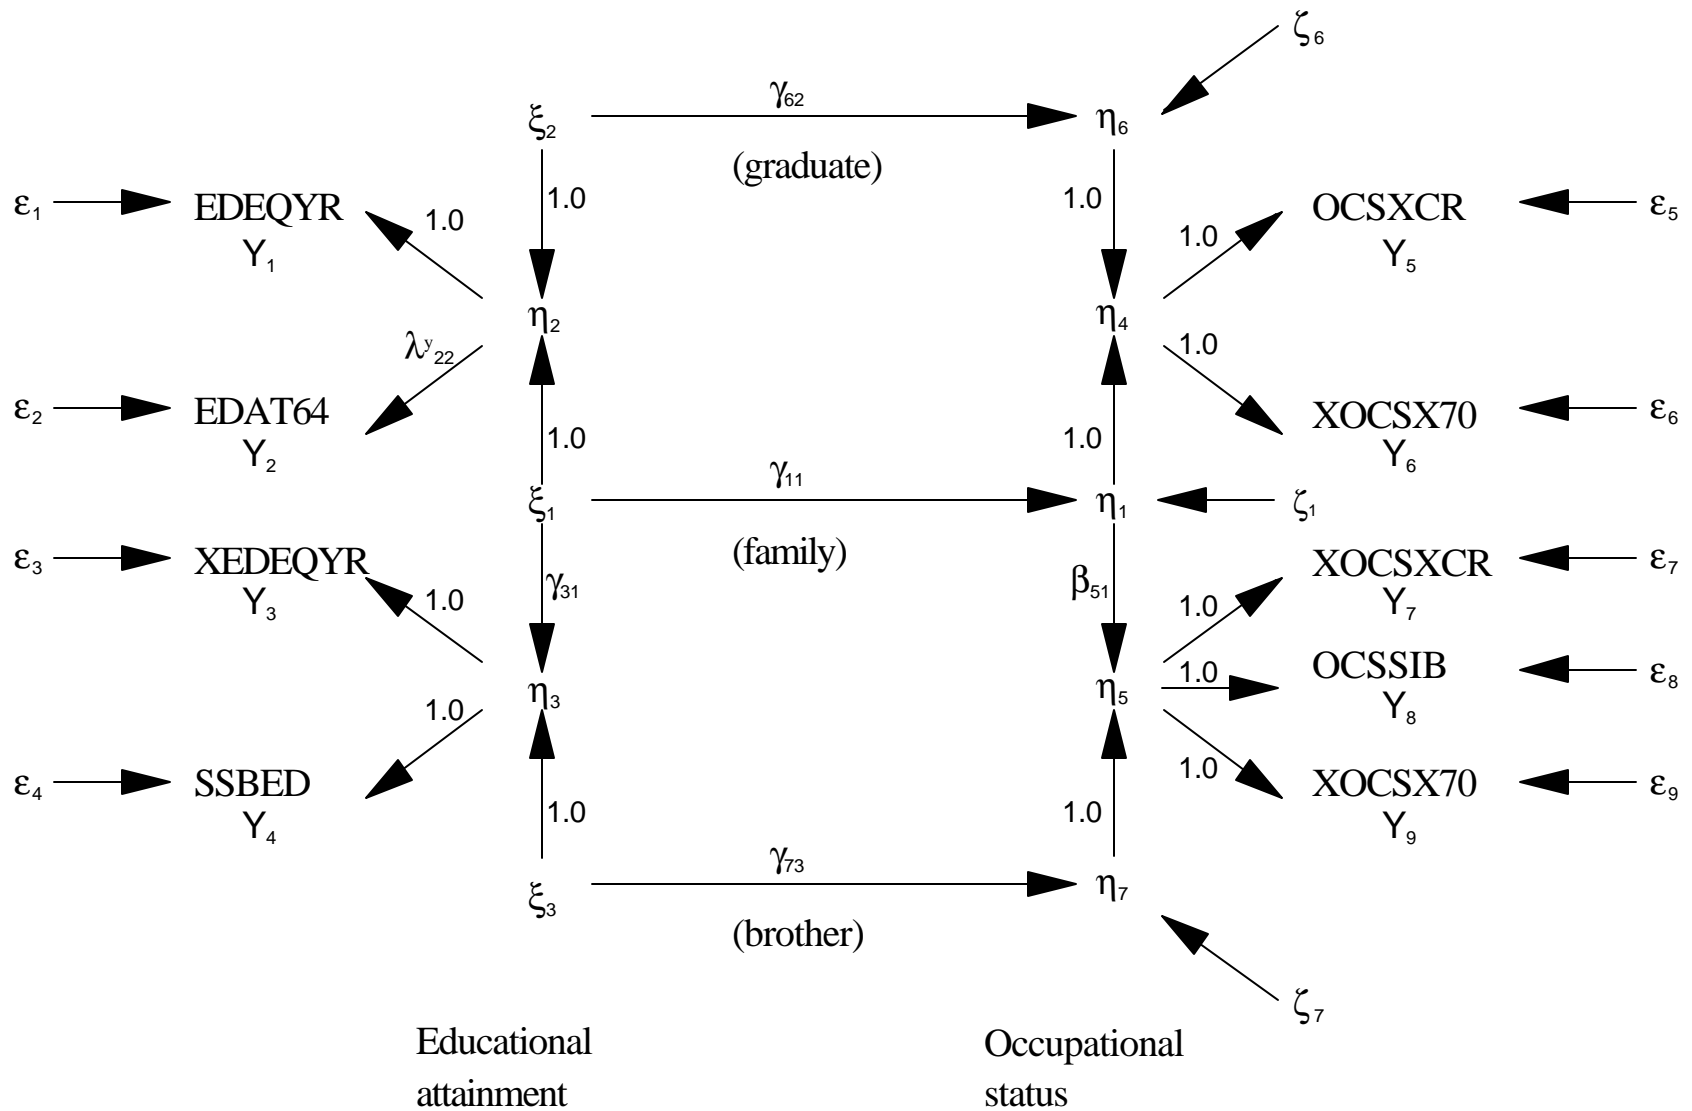 ζ₆
γ₆₂
ξ₂
η₆
(graduate)
1.0
1.0
ε₁
EDEQYR
1.0
1.0
OCSXCR
ε₅
Y₁
Y₅
η₂
η₄
λʸ₂₂
1.0
ε₂
EDAT64
XOCSX70
ε₆
Y₂
1.0
1.0
Y₆
γ₁₁
ξ₁
η₁
ζ₁
(family)
ε₃
XEDEQYR
XOCSXCR
ε₇
γ₃₁
β₅₁
Y₃
1.0
1.0
Y₇
OCSSIB
ε₈
1.0
η₃
η₅
Y₈
1.0
1.0
ε₄
SSBED
XOCSX70
ε₉
1.0
1.0
Y₄
Y₉
γ₇₃
ξ₃
η₇
(brother)
ζ₇
Educational
attainment
Occupational
status